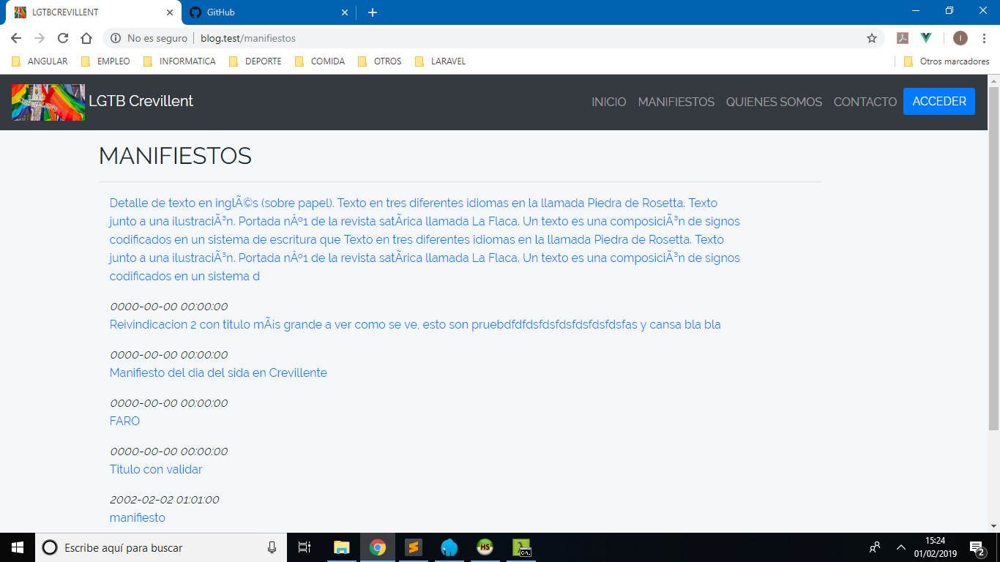 LGTBCREVILLENT
GitHub
No es seguro
blog.test/manifiestos
I
ANGULAR
EMPLEO
INFORMATICA
DEPORTE
COMIDA
OTROS
LARAVEL
Otros marcadores
LGTB Crevillent
INICIO
MANIFIESTOS
QUIENES SOMOS
CONTACTO
ACCEDER
MANIFIESTOS
Detalle de texto en inglÃ©s (sobre papel). Texto en tres diferentes idiomas en la llamada Piedra de Rosetta. Texto
junto a una ilustraciÃ³n. Portada nÂº1 de la revista satÃrica llamada La Flaca. Un texto es una composiciÃ³n de signos
codificados en un sistema de escritura que Texto en tres diferentes idiomas en la llamada Piedra de Rosetta. Texto
junto a una ilustraciÃ³n. Portada nÂº1 de la revista satÃrica llamada La Flaca. Un texto es una composiciÃ³n de signos
codificados en un sistema d
0000-00-00 00:00:00
Reivindicacion 2 con titulo mÃ¡s grande a ver como se ve, esto son pruebdfdfdsfdsfdsfdsfdsfdsfas y cansa bla bla
0000-00-00 00:00:00
Manifiesto del dia del sida en Crevillente
0000-00-00 00:00:00
FARO
0000-00-00 00:00:00
Titulo con validar
2002-02-02 01:01:00
manifiesto
Escribe aquí para buscar
HS
C:\.
15:24
01/02/2019
2